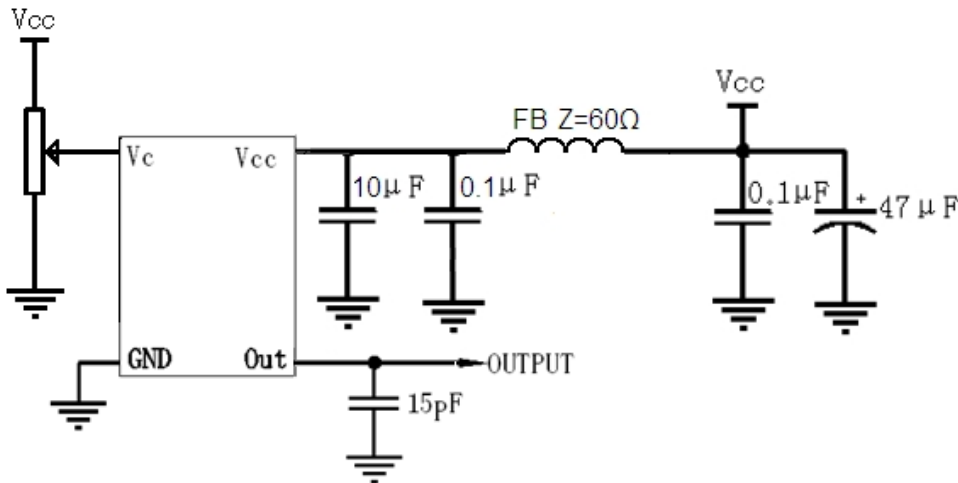 Vcc
Vcc
FB Z=60Ω
Vc
Vcc
10μF
0.1μF
0.1μF
+
47μF
GND
Out
OUTPUT
15pF